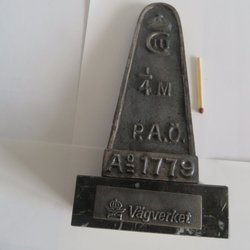 1/4 M
P.A.Ö.
Ao 1779
Vägverket